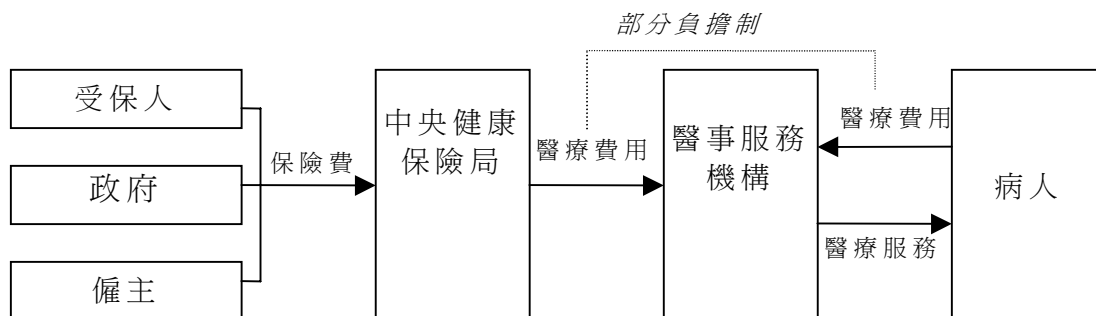 部分負擔制
受保人
政府
僱主
保險費
中央健康
保險局
醫療費用
醫事服務
機構
醫療費用
醫療服務
病人